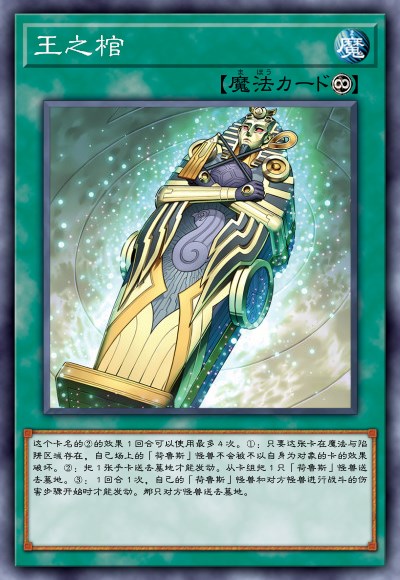 王之棺
魔
【魔法カード】
まほう
这个卡名的②的效果1回合可以使用最多4次。①：只要这张卡在魔法与陷
阱区域存在，自己场上的「荷鲁斯」怪兽不会被不以自身为对象的卡的效果
破坏。②：把1张手卡送去墓地才能发动。从卡组把1只「荷鲁斯」怪兽送
去墓地。③：1回合1次，自己的「荷鲁斯」怪兽和对方怪兽进行战斗的伤
害步骤开始时才能发动。那只对方怪兽送去墓地。